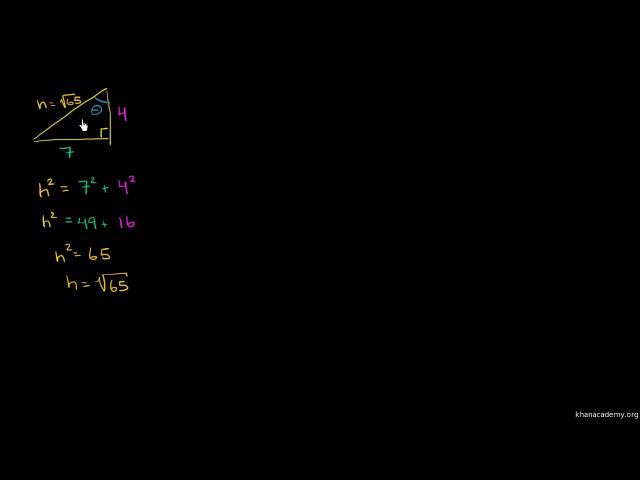 h = √65
θ
4
7
h² = 7² + 4²
h² = 49 + 16
h² = 65
h = √65
khanacademy.org